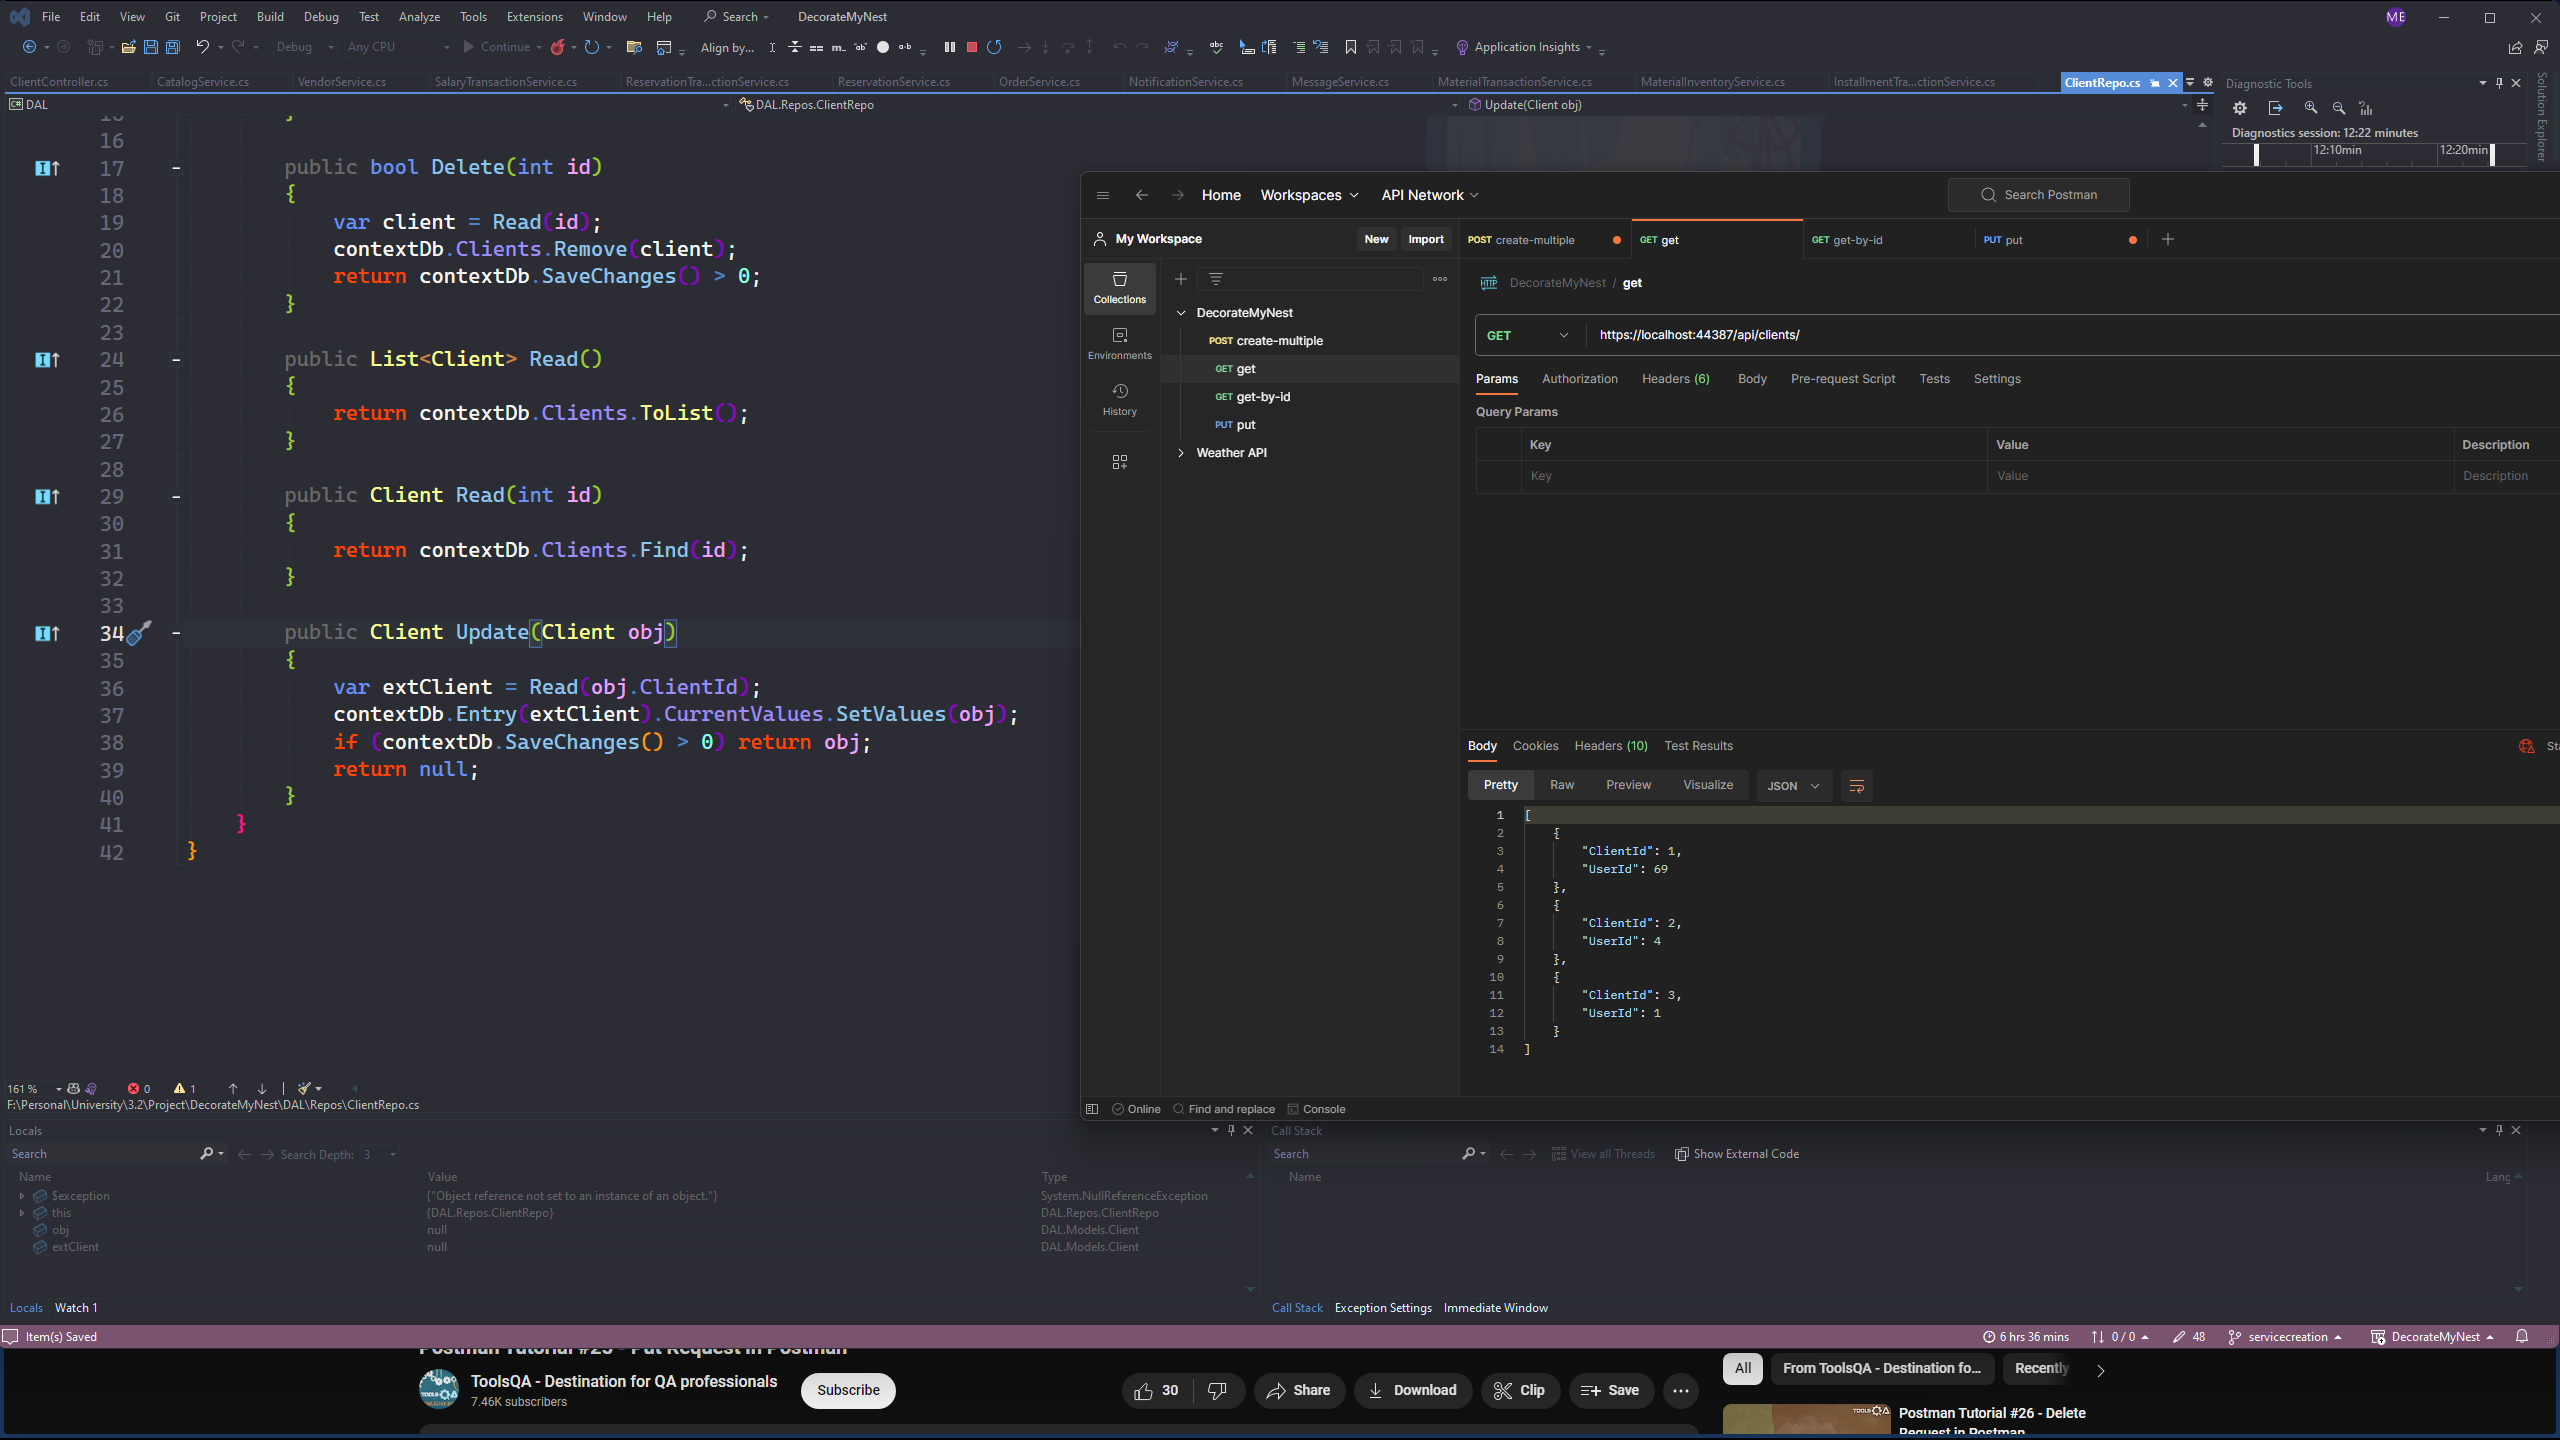 File Edit View Git Project Build Debug Test Analyze Tools Extensions Window Help Search DecorateMyNest ME
Debug Any CPU Continue Align by... Application Insights
ClientController.cs CatalogService.cs VendorService.cs SalaryTransactionService.cs ReservationTra...ctionService.cs ReservationService.cs OrderService.cs NotificationService.cs MessageService.cs MaterialTransactionService.cs MaterialInventoryService.cs InstallmentTra...ctionService.cs ClientRepo.cs
DAL DAL.Repos.ClientRepo Update(Client obj)
Diagnostic Tools
Diagnostics session: 12:22 minutes
12:10min 12:20min
Solution Explorer
16
17 public bool Delete(int id)
18 {
19 var client = Read(id);
20 contextDb.Clients.Remove(client);
21 return contextDb.SaveChanges() > 0;
22 }
23
24 public List<Client> Read()
25 {
26 return contextDb.Clients.ToList();
27 }
28
29 public Client Read(int id)
30 {
31 return contextDb.Clients.Find(id);
32 }
33
34 public Client Update(Client obj)
35 {
36 var extClient = Read(obj.ClientId);
37 contextDb.Entry(extClient).CurrentValues.SetValues(obj);
38 if (contextDb.SaveChanges() > 0) return obj;
39 return null;
40 }
41 }
42 }
161 % 0 1
F:\Personal\University\3.2\Project\DecorateMyNest\DAL\Repos\ClientRepo.cs
Home Workspaces API Network Search Postman
My Workspace New Import
Collections
Environments
History
DecorateMyNest
POST create-multiple
GET get
GET get-by-id
PUT put
Weather API
POST create-multiple GET get GET get-by-id PUT put
HTTP DecorateMyNest / get
GET https://localhost:44387/api/clients/
Params Authorization Headers (6) Body Pre-request Script Tests Settings
Query Params
Key Value Description
Key Value Description
Body Cookies Headers (10) Test Results
Pretty Raw Preview Visualize JSON
1 [
2 {
3 "ClientId": 1,
4 "UserId": 69
5 },
6 {
7 "ClientId": 2,
8 "UserId": 4
9 },
10 {
11 "ClientId": 3,
12 "UserId": 1
13 }
14 ]
Online Find and replace Console
Locals
Search Search Depth: 3
Name Value Type
$exception {"Object reference not set to an instance of an object."} System.NullReferenceException
this {DAL.Repos.ClientRepo} DAL.Repos.ClientRepo
obj null DAL.Models.Client
extClient null DAL.Models.Client
Locals Watch 1
Call Stack
Search View all Threads Show External Code
Name Lang
Call Stack Exception Settings Immediate Window
Item(s) Saved 6 hrs 36 mins 0 / 0 48 servicecreation DecorateMyNest
Postman Tutorial #25 - Put Request in Postman
ToolsQA - Destination for QA professionals
7.46K subscribers
Subscribe
30 Share Download Clip Save
All From ToolsQA - Destination fo... Recently
TOOLSQA
Postman Tutorial #26 - Delete
Request in Postman